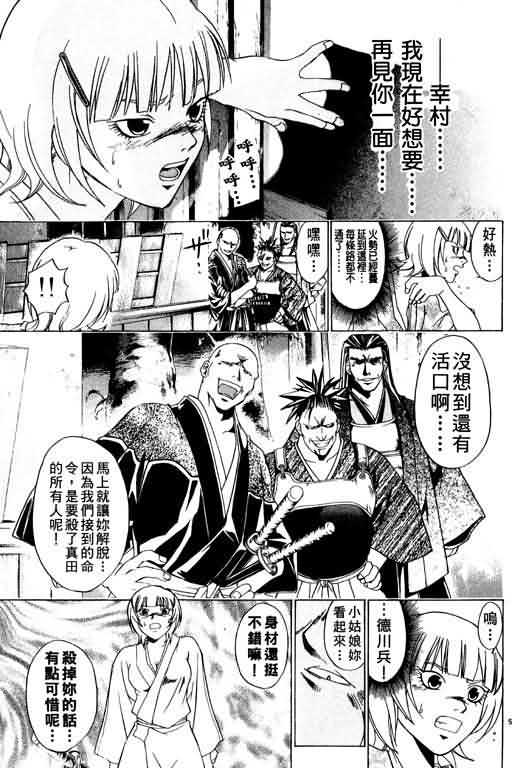 ——幸村……
我現在好想要……
再見你一面……
呼呼…
呼呼…
好熱…
火勢已經蔓
延到這裡…
每條路都不
通了……
嘿嘿…
!!
沒想到還有
活口啊……
馬上就讓妳解脫…
因為我們接到的命
令，是要殺了真田
的所有人呢！
嗚…
…德川兵！
小姑娘妳
看起來…
身材還挺
不錯嘛！
殺掉妳的話…
有點可惜呢…